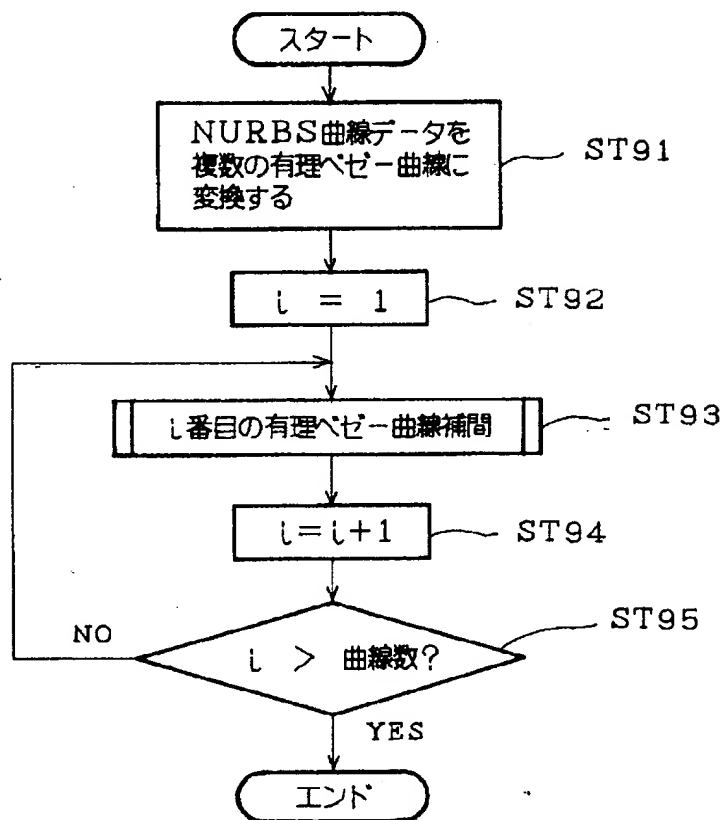 スタート
NURBS曲線データを
複数の有理ベゼー曲線に
変換する
ST91
i = 1
ST92
i番目の有理ベゼー曲線補間
ST93
i=i+1
ST94
i > 曲線数?
ST95
NO
YES
エンド